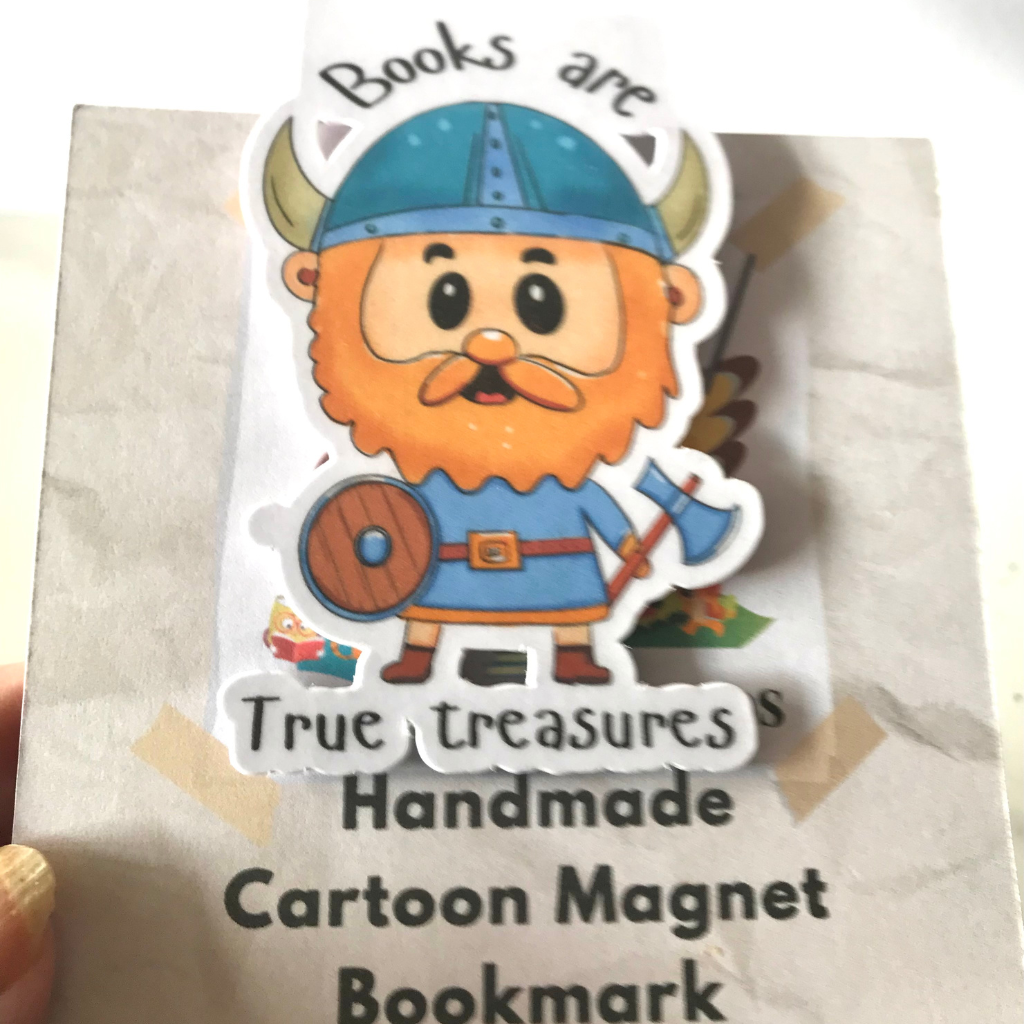 Books are
True treasures
Handmade
Cartoon Magnet
Bookmark